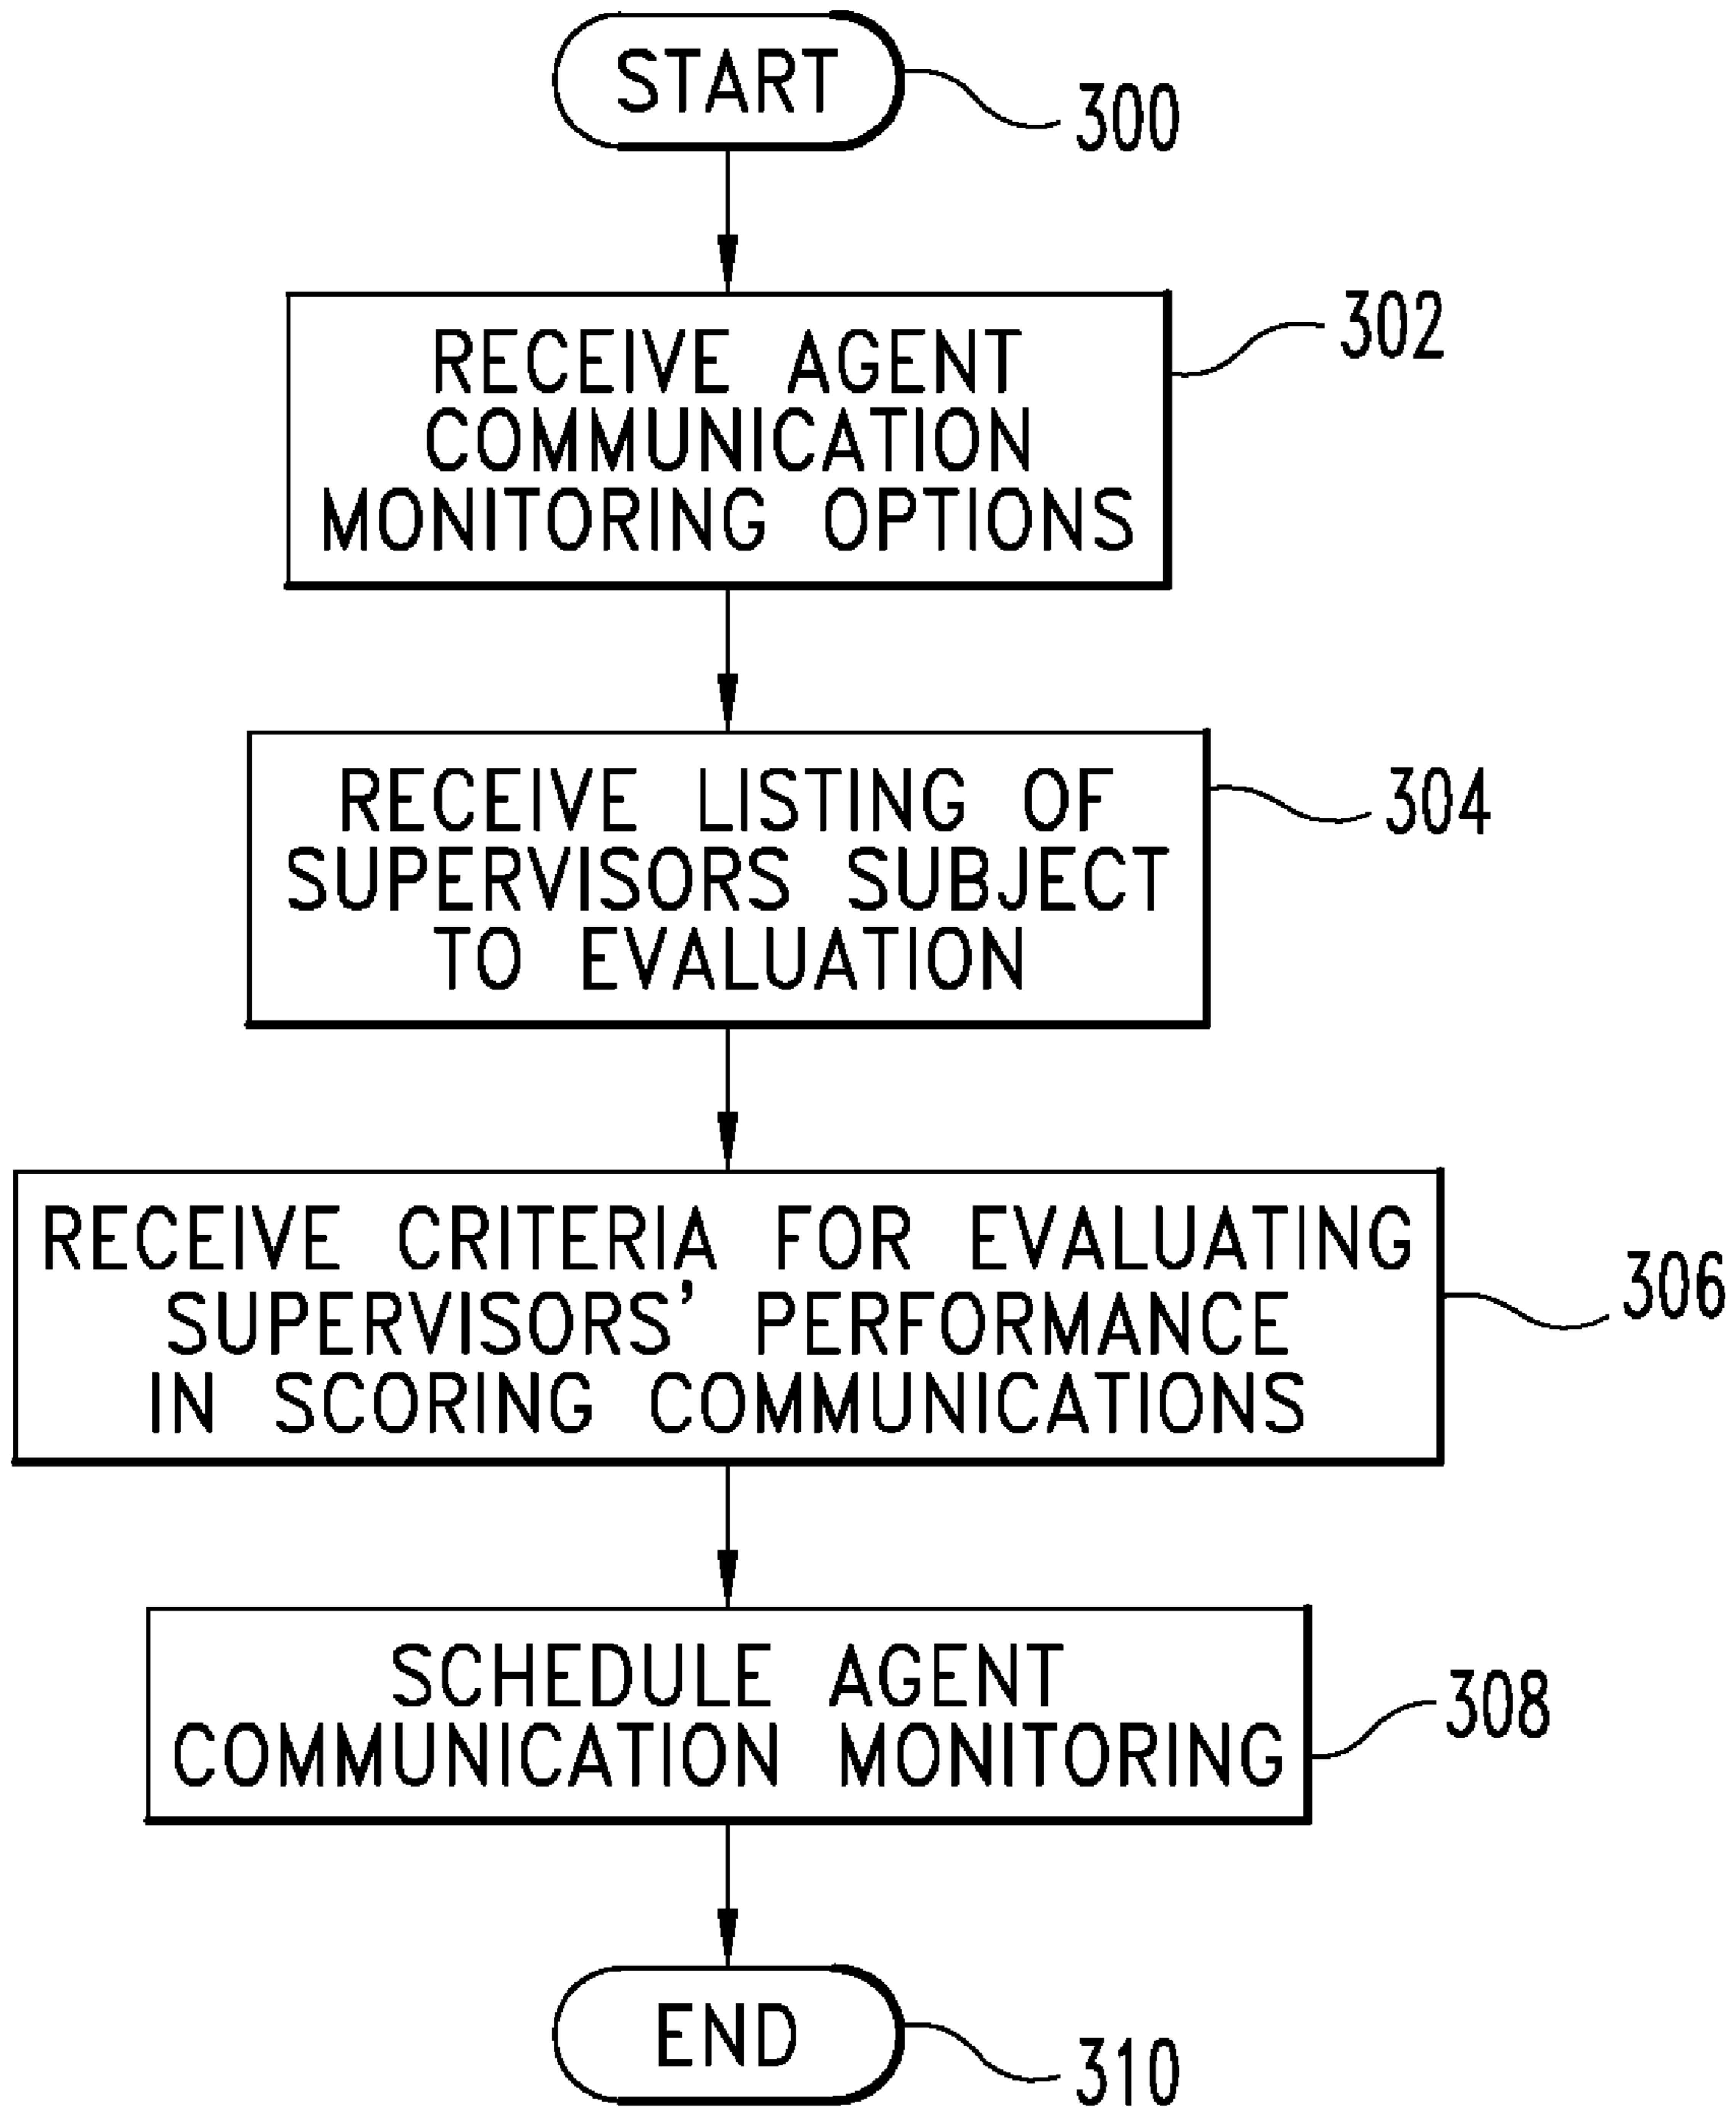 START
300
RECEIVE AGENT
COMMUNICATION
MONITORING OPTIONS
302
RECEIVE LISTING OF
SUPERVISORS SUBJECT
TO EVALUATION
304
RECEIVE CRITERIA FOR EVALUATING
SUPERVISORS' PERFORMANCE
IN SCORING COMMUNICATIONS
306
SCHEDULE AGENT
COMMUNICATION MONITORING
308
END
310